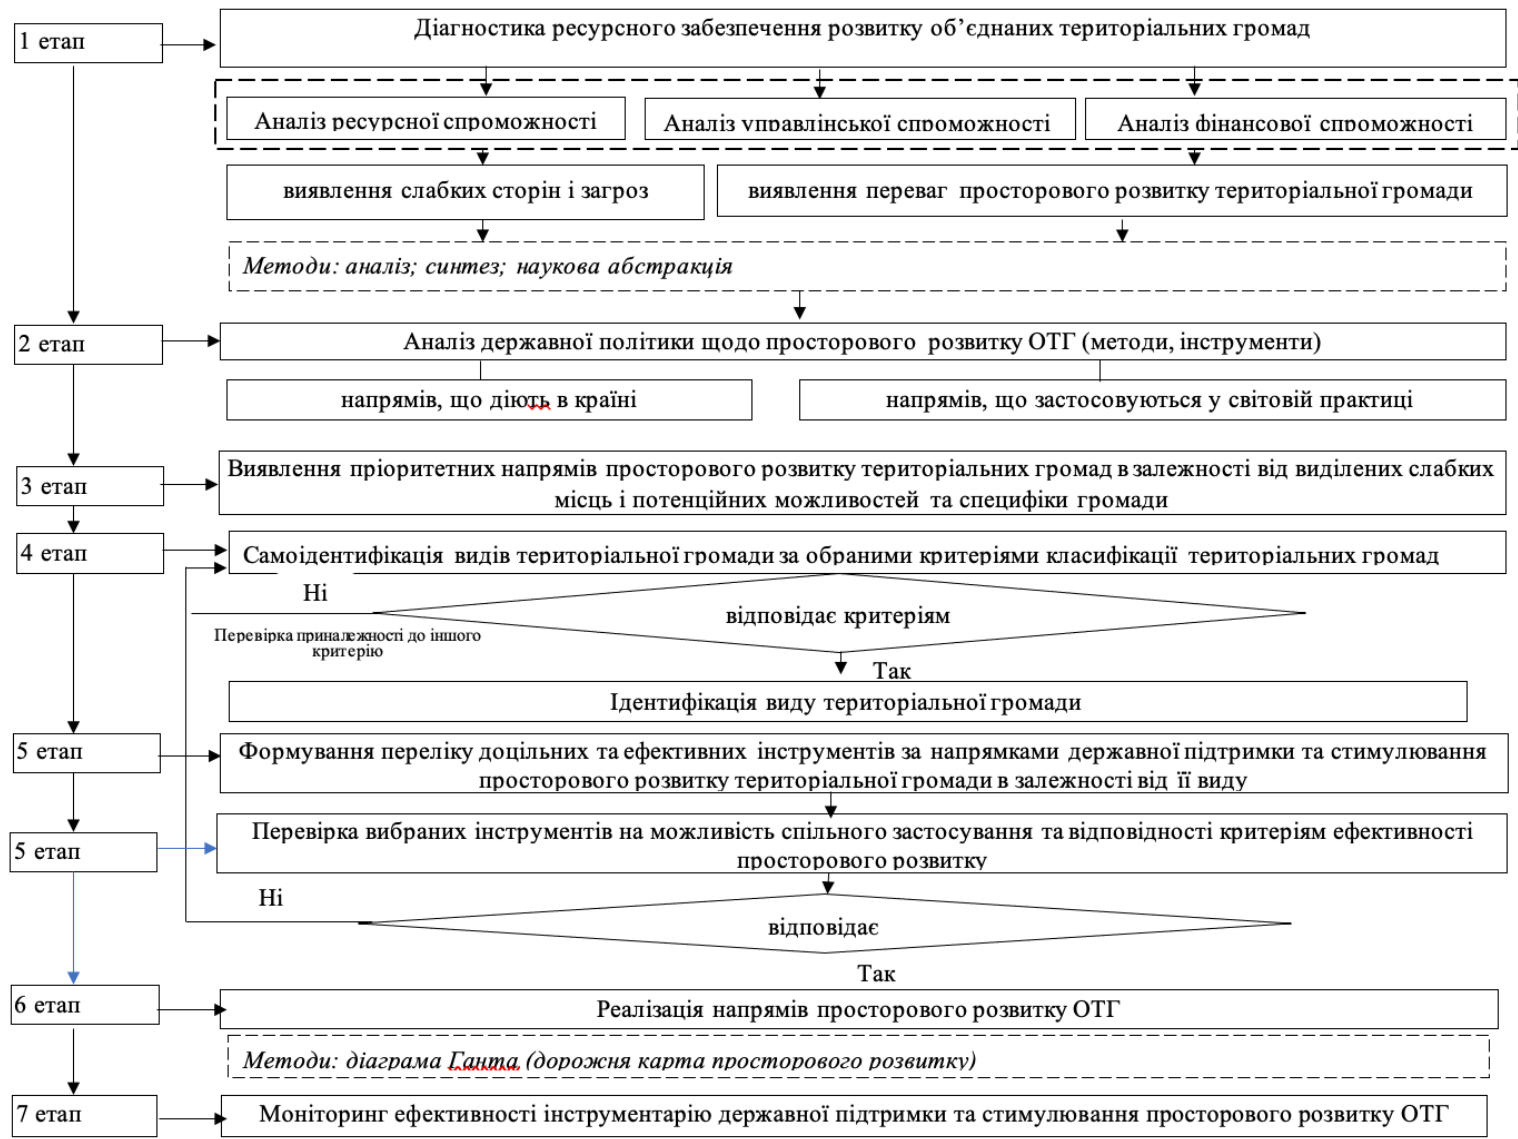 1 етап
Діагностика ресурсного забезпечення розвитку об’єднаних територіальних громад
Аналіз ресурсної спроможності
Аналіз управлінської спроможності
Аналіз фінансової спроможності
виявлення слабких сторін і загроз
виявлення переваг просторового розвитку територіальної громади
Методи: аналіз; синтез; наукова абстракція
2 етап
Аналіз державної політики щодо просторового розвитку ОТГ (методи, інструменти)
напрямів, що діють в країні
напрямів, що застосовуються у світовій практиці
3 етап
Виявлення пріоритетних напрямів просторового розвитку територіальних громад в залежності від виділених слабких
місць і потенційних можливостей та специфіки громади
4 етап
Самоідентифікація видів територіальної громади за обраними критеріями класифікації територіальних громад
Ні
відповідає критеріям
Перевірка приналежності до іншого
критерію
Так
Ідентифікація виду територіальної громади
5 етап
Формування переліку доцільних та ефективних інструментів за напрямками державної підтримки та стимулювання
просторового розвитку територіальної громади в залежності від її виду
5 етап
Перевірка вибраних інструментів на можливість спільного застосування та відповідності критеріям ефективності
просторового розвитку
Ні
відповідає
Так
6 етап
Реалізація напрямів просторового розвитку ОТГ
Методи: діаграма Ганта (дорожня карта просторового розвитку)
7 етап
Моніторинг ефективності інструментарію державної підтримки та стимулювання просторового розвитку ОТГ